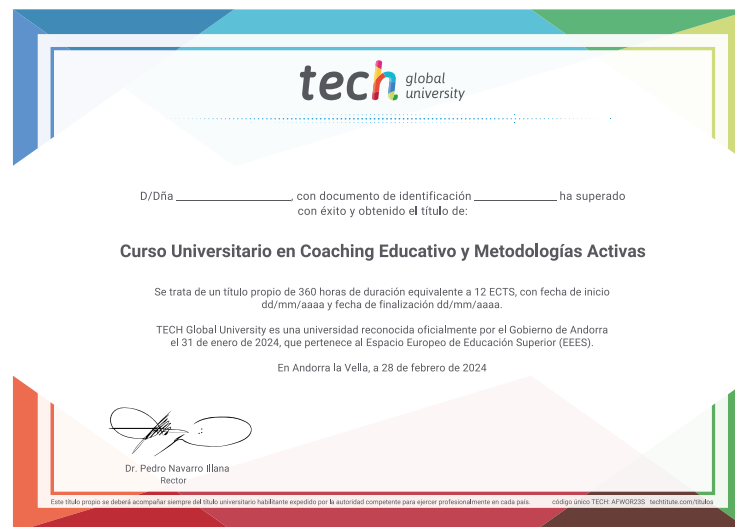 tech global university
D/Dña ____________________, con documento de identificación ______________ ha superado
con éxito y obtenido el título de:
Curso Universitario en Coaching Educativo y Metodologías Activas
Se trata de un título propio de 360 horas de duración equivalente a 12 ECTS, con fecha de inicio
dd/mm/aaaa y fecha de finalización dd/mm/aaaa.
TECH Global University es una universidad reconocida oficialmente por el Gobierno de Andorra
el 31 de enero de 2024, que pertenece al Espacio Europeo de Educación Superior (EEES).
En Andorra la Vella, a 28 de febrero de 2024
Dr. Pedro Navarro Illana
Rector
Este título propio se deberá acompañar siempre del título universitario habilitante expedido por la autoridad competente para ejercer profesionalmente en cada país. código único TECH: AFWOR23S techtitute.com/titulos